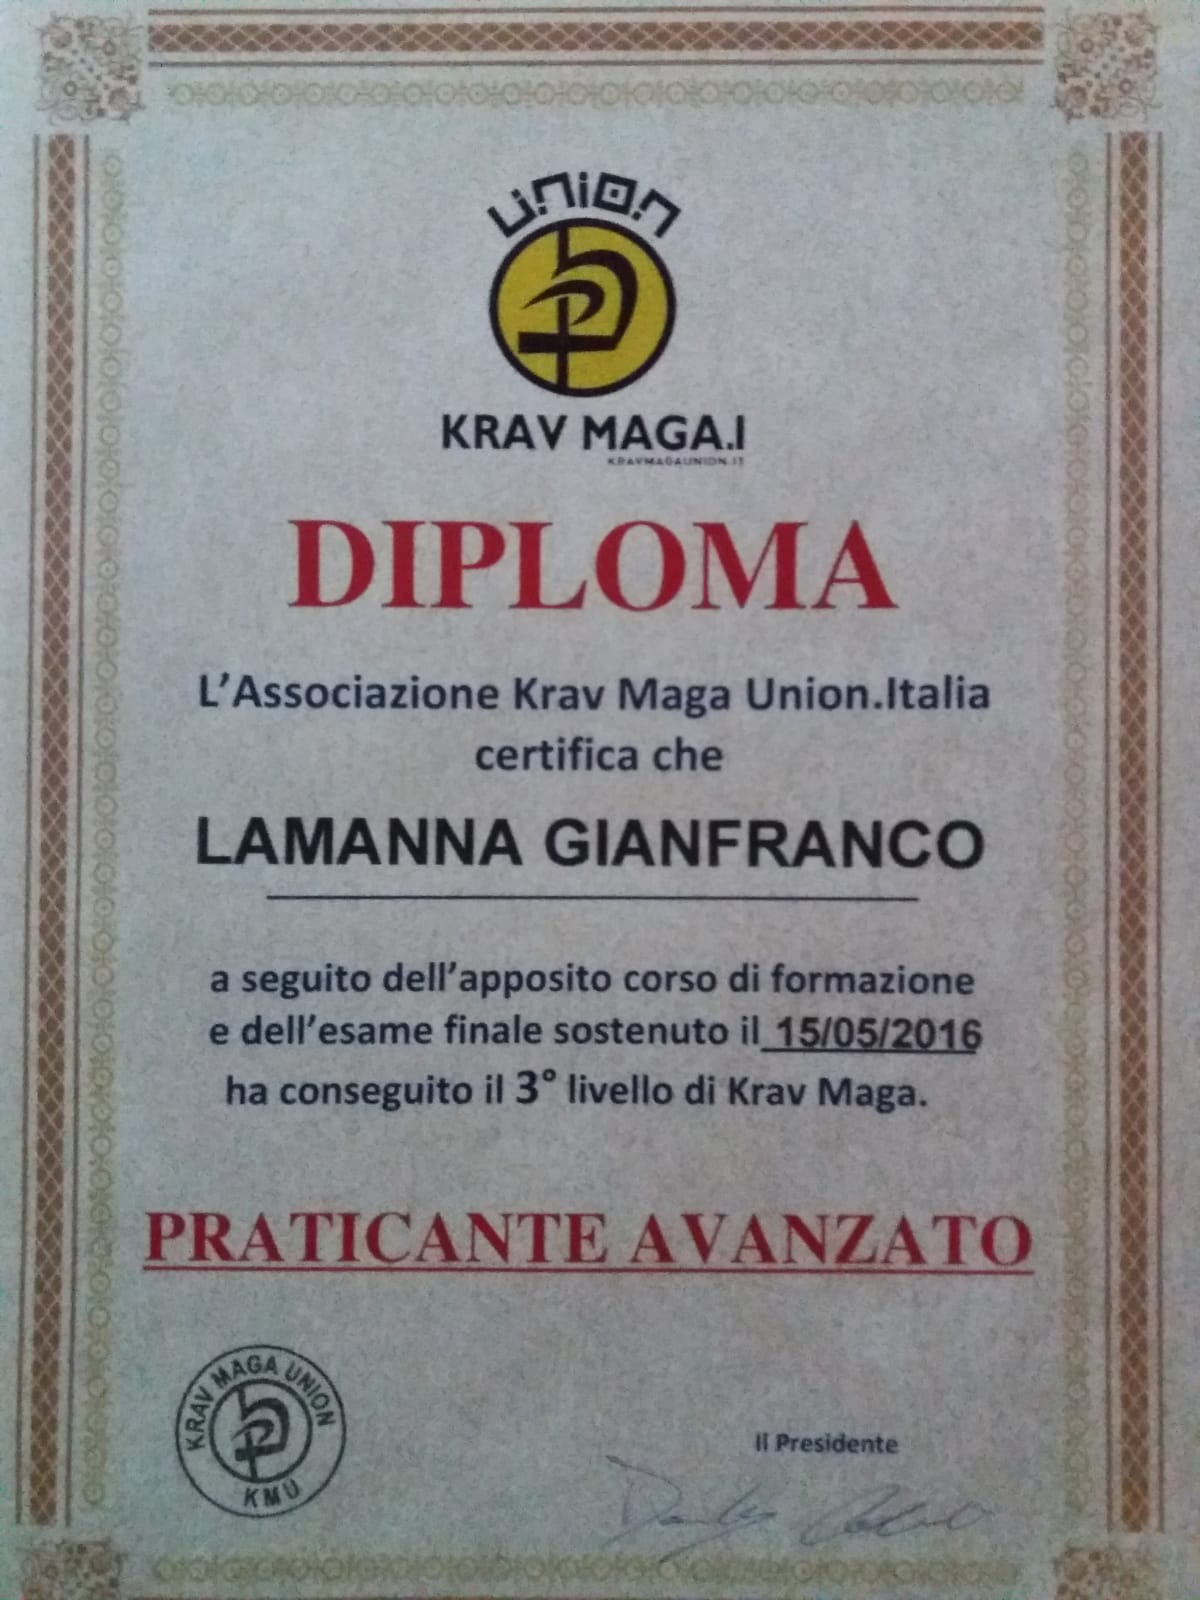 UNION
KRAV MAGA.I
KRAVMAGAUNION.IT
DIPLOMA
L'Associazione Krav Maga Union.Italia
certifica che
LAMANNA GIANFRANCO
a seguito dell'apposito corso di formazione
e dell'esame finale sostenuto il 15/05/2016
ha conseguito il 3° livello di Krav Maga.
PRATICANTE AVANZATO
KRAV MAGA UNION
KMU
Il Presidente